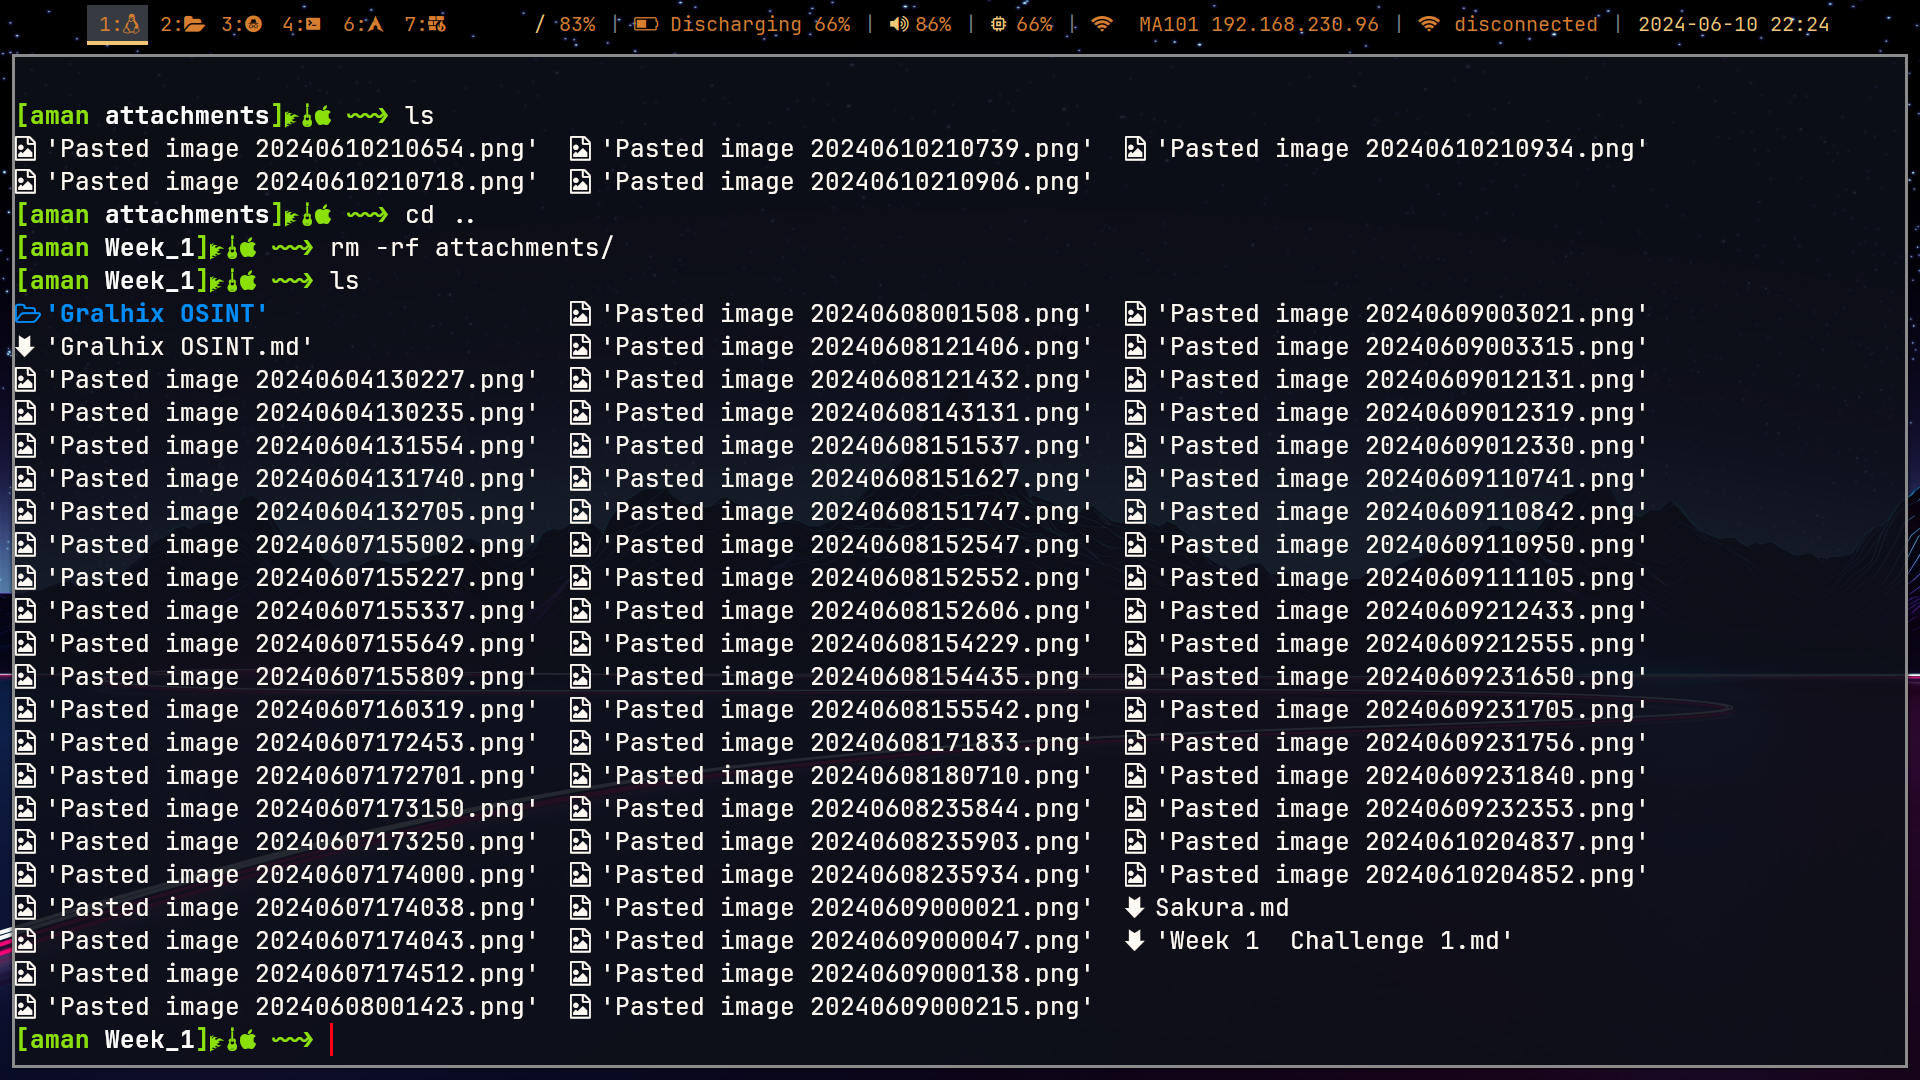 1: 2: 3: 4: 6: 7: / 83% | Discharging 66% | 86% | 66% | MA101 192.168.230.96 | disconnected | 2024-06-10 22:24
[aman attachments] ls
'Pasted image 20240610210654.png' 'Pasted image 20240610210739.png' 'Pasted image 20240610210934.png'
'Pasted image 20240610210718.png' 'Pasted image 20240610210906.png'
[aman attachments] cd ..
[aman Week_1] rm -rf attachments/
[aman Week_1] ls
'Gralhix OSINT' 'Pasted image 20240608001508.png' 'Pasted image 20240609003021.png'
'Gralhix OSINT.md' 'Pasted image 20240608121406.png' 'Pasted image 20240609003315.png'
'Pasted image 20240604130227.png' 'Pasted image 20240608121432.png' 'Pasted image 20240609012131.png'
'Pasted image 20240604130235.png' 'Pasted image 20240608143131.png' 'Pasted image 20240609012319.png'
'Pasted image 20240604131554.png' 'Pasted image 20240608151537.png' 'Pasted image 20240609012330.png'
'Pasted image 20240604131740.png' 'Pasted image 20240608151627.png' 'Pasted image 20240609110741.png'
'Pasted image 20240604132705.png' 'Pasted image 20240608151747.png' 'Pasted image 20240609110842.png'
'Pasted image 20240607155002.png' 'Pasted image 20240608152547.png' 'Pasted image 20240609110950.png'
'Pasted image 20240607155227.png' 'Pasted image 20240608152552.png' 'Pasted image 20240609111105.png'
'Pasted image 20240607155337.png' 'Pasted image 20240608152606.png' 'Pasted image 20240609212433.png'
'Pasted image 20240607155649.png' 'Pasted image 20240608154229.png' 'Pasted image 20240609212555.png'
'Pasted image 20240607155809.png' 'Pasted image 20240608154435.png' 'Pasted image 20240609231650.png'
'Pasted image 20240607160319.png' 'Pasted image 20240608155542.png' 'Pasted image 20240609231705.png'
'Pasted image 20240607172453.png' 'Pasted image 20240608171833.png' 'Pasted image 20240609231756.png'
'Pasted image 20240607172701.png' 'Pasted image 20240608180710.png' 'Pasted image 20240609231840.png'
'Pasted image 20240607173150.png' 'Pasted image 20240608235844.png' 'Pasted image 20240609232353.png'
'Pasted image 20240607173250.png' 'Pasted image 20240608235903.png' 'Pasted image 20240610204837.png'
'Pasted image 20240607174000.png' 'Pasted image 20240608235934.png' 'Pasted image 20240610204852.png'
'Pasted image 20240607174038.png' 'Pasted image 20240609000021.png' Sakura.md
'Pasted image 20240607174043.png' 'Pasted image 20240609000047.png' 'Week 1  Challenge 1.md'
'Pasted image 20240607174512.png' 'Pasted image 20240609000138.png'
'Pasted image 20240608001423.png' 'Pasted image 20240609000215.png'
[aman Week_1]